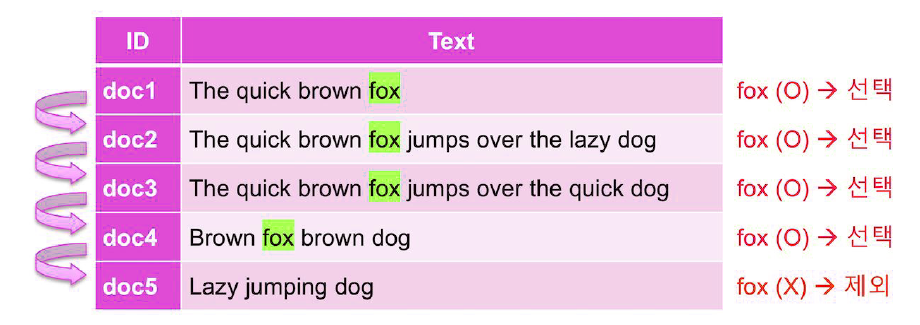 ID Text
doc1 The quick brown fox fox (O) → 선택
doc2 The quick brown fox jumps over the lazy dog fox (O) → 선택
doc3 The quick brown fox jumps over the quick dog fox (O) → 선택
doc4 Brown fox brown dog fox (O) → 선택
doc5 Lazy jumping dog fox (X) → 제외